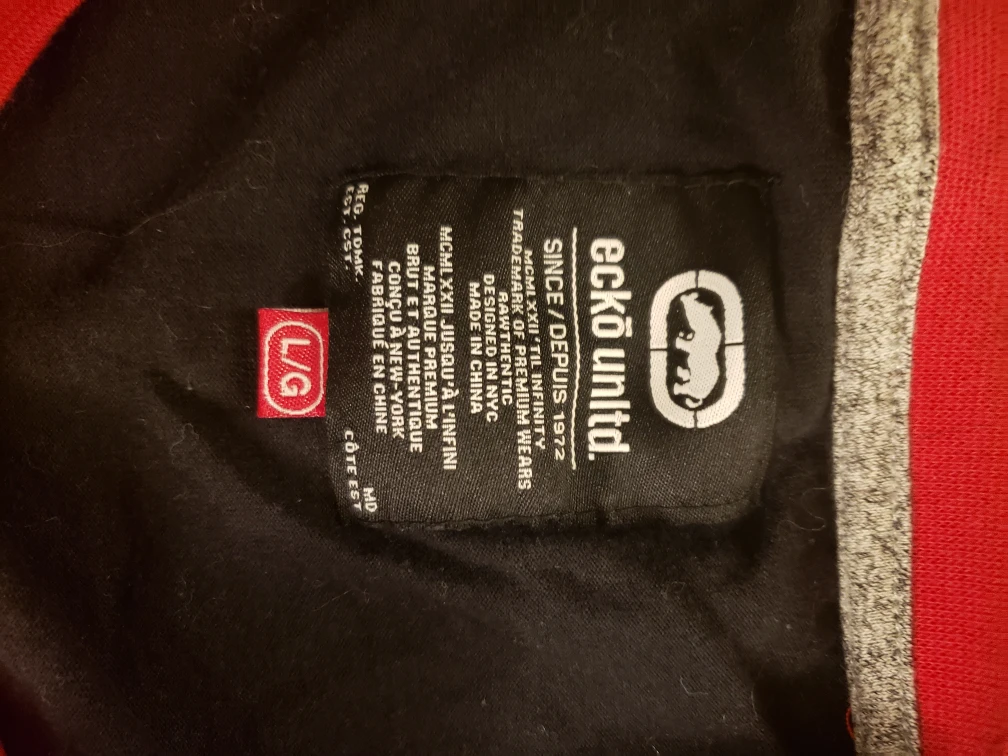 eckō unltd.
SINCE/DEPUIS 1972
MCMLXXII 'TIL INFINITY
TRADEMARK OF PREMIUM WEARS
RAWTHENTIC
DESIGNED IN NYC
MADE IN CHINA
MCMLXXII JUSQU'À L'INFINI
MARQUE PREMIUM
BRUT ET AUTHENTIQUE
CONÇU À NEW-YORK
FABRIQUÉ EN CHINE
REG. TDMK. MD
EST. CST. CÔTE EST
L/G